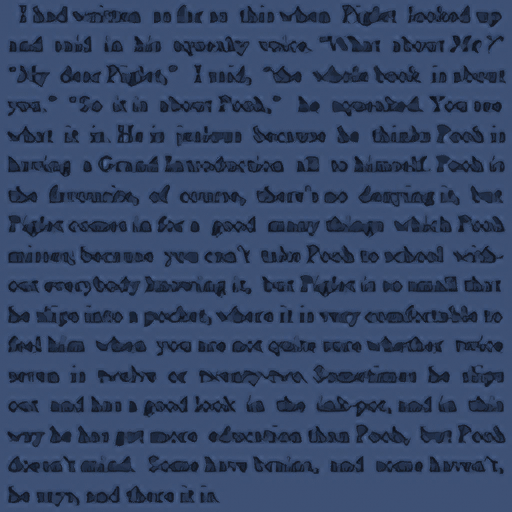 I had written as far as this when Piglet looked up
and said in his squeaky voice, "What about Me?"
"My dear Piglet," I said, "the whole book is about
you." "So it is about Pooh," he squeaked. You see
what it is. He is jealous because he thinks Pooh is
having a Grand Introduction all to himself. Pooh is
the favourite, of course, there's no denying it, but
Piglet comes in for a good many things which Pooh
misses; because you can't take Pooh to school with-
out everybody knowing it, but Piglet is so small that
he slips into a pocket, where it is very comfortable to
feel him when you are not quite sure whether twice
seven is twelve or twenty-two. Sometimes he slips
out and has a good look in the ink-pot, and in this
way he has got more education than Pooh, but Pooh
doesn't mind. Some have brains, and some haven't,
he says, and there it is.